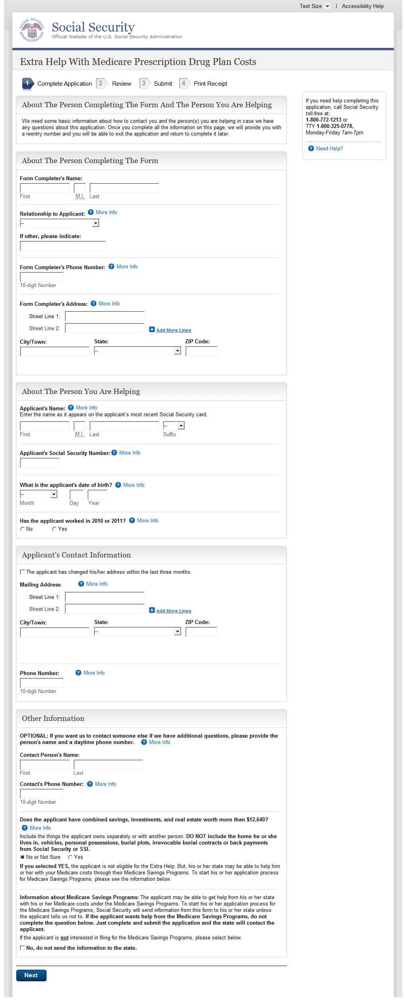 Text Size | Accessibility Help
SOCIAL SECURITY ADMINISTRATION
USA
Social Security
Official Website of the U.S. Social Security Administration
Extra Help With Medicare Prescription Drug Plan Costs
1 Complete Application 2 Review 3 Submit 4 Print Receipt
If you need help completing this
application, call Social Security
toll-free at:
1-800-772-1213 or
TTY 1-800-325-0778,
Monday-Friday 7am-7pm
? Need Help?
About The Person Completing The Form And The Person You Are Helping
We need some basic information about how to contact you and the person(s) you are helping in case we have
any questions about this application. Once you complete all the information on this page, we will provide you with
a reentry number and you will be able to exit the application and return to complete it later.
About The Person Completing The Form
Form Completer's Name:
First M.I. Last
Relationship to Applicant: ? More Info
--
If other, please indicate:
Form Completer's Phone Number: ? More Info
10-digit Number
Form Completer's Address: ? More Info
Street Line 1:
Street Line 2: + Add More Lines
City/Town: State: ZIP Code:
--
About The Person You Are Helping
Applicant's Name: ? More Info
Enter the name as it appears on the applicant's most recent Social Security card.
--
First M.I. Last Suffix
Applicant's Social Security Number: ? More Info
What is the applicant's date of birth? ? More Info
--
Month Day Year
Has the applicant worked in 2010 or 2011? ? More Info
No Yes
Applicant's Contact Information
The applicant has changed his/her address within the last three months.
Mailing Address: ? More Info
Street Line 1:
Street Line 2: + Add More Lines
City/Town: State: ZIP Code:
--
Phone Number: ? More Info
10-digit Number
Other Information
OPTIONAL: If you want us to contact someone else if we have additional questions, please provide the
person's name and a daytime phone number. ? More Info
Contact Person's Name:
First Last
Contact's Phone Number: ? More Info
10-digit Number
Does the applicant have combined savings, investments, and real estate worth more than $12,640?
? More Info
Include the things the applicant owns separately or with another person. DO NOT include the home he or she
lives in, vehicles, personal possessions, burial plots, irrevocable burial contracts or back payments
from Social Security or SSI.
No or Not Sure Yes
If you selected YES, the applicant is not eligible for the Extra Help. But, his or her state may be able to help him
or her with your Medicare costs through their Medicare Savings Programs. To start his or her application process
for Medicare Savings Programs, please see the information below.
Information about Medicare Savings Programs: The applicant may be able to get help from his or her state
with his or her Medicare costs under the Medicare Savings Programs. To start his or her application process for
the Medicare Savings Programs, Social Security will send information from this form to his or her state unless
the applicant tells us not to. If the applicant wants help from the Medicare Savings Programs, do not
complete the question below. Just complete and submit the application and the state will contact the
applicant.
If the applicant is not interested in filing for the Medicare Savings Programs, please select below.
No, do not send the information to the state.
Next